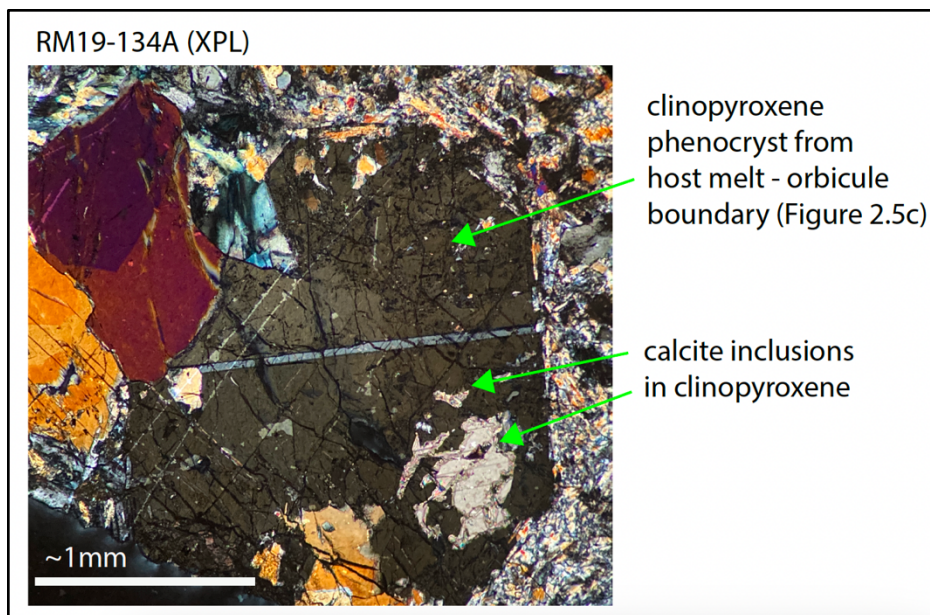 RM19-134A (XPL)
clinopyroxene
phenocryst from
host melt - orbicule
boundary (Figure 2.5c)
calcite inclusions
in clinopyroxene
~1mm